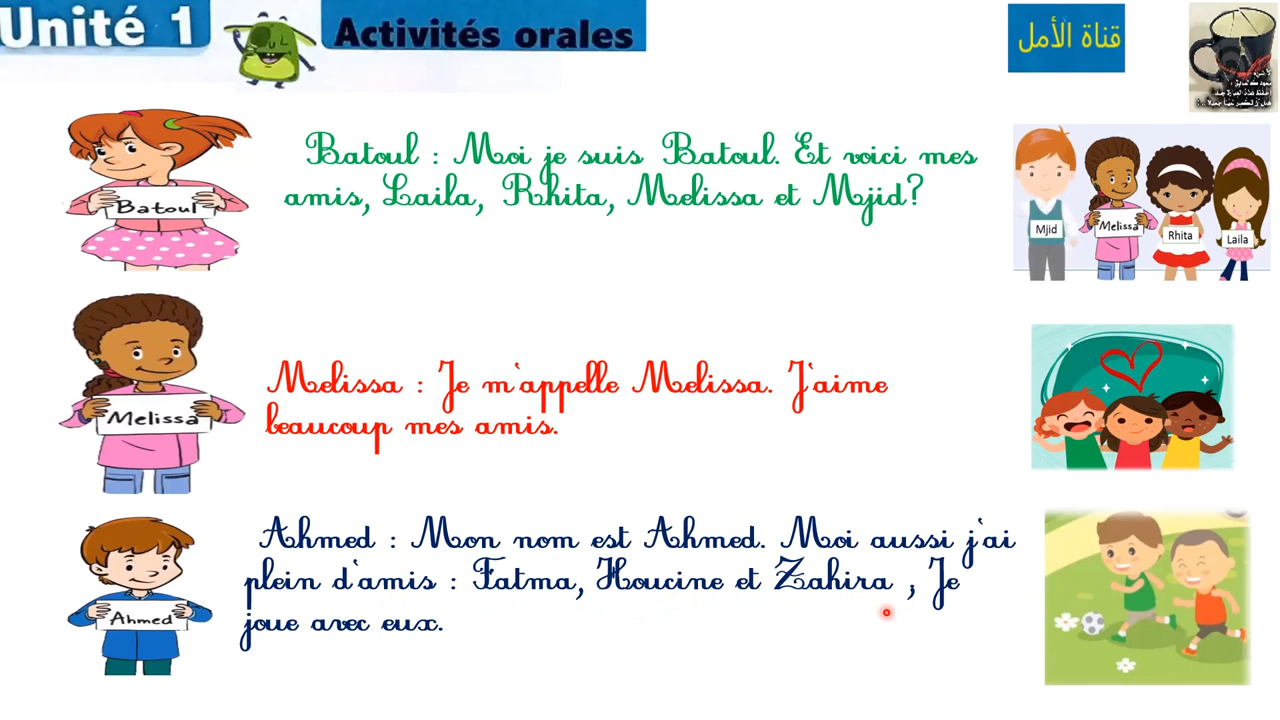 Unité 1
Activités orales
قناة الأمل
Batoul
Batoul : Moi je suis Batoul. Et voici mes
amis, Laila, Rhita, Melissa et Mjid?
Mjid
Melissa
Rhita
Laila
Melissa
Melissa : Je m'appelle Melissa. J'aime
beaucoup mes amis.
Ahmed
Ahmed : Mon nom est Ahmed. Moi aussi j'ai
plein d'amis : Fatma, Houcine et Zahira , Je
joue avec eux.